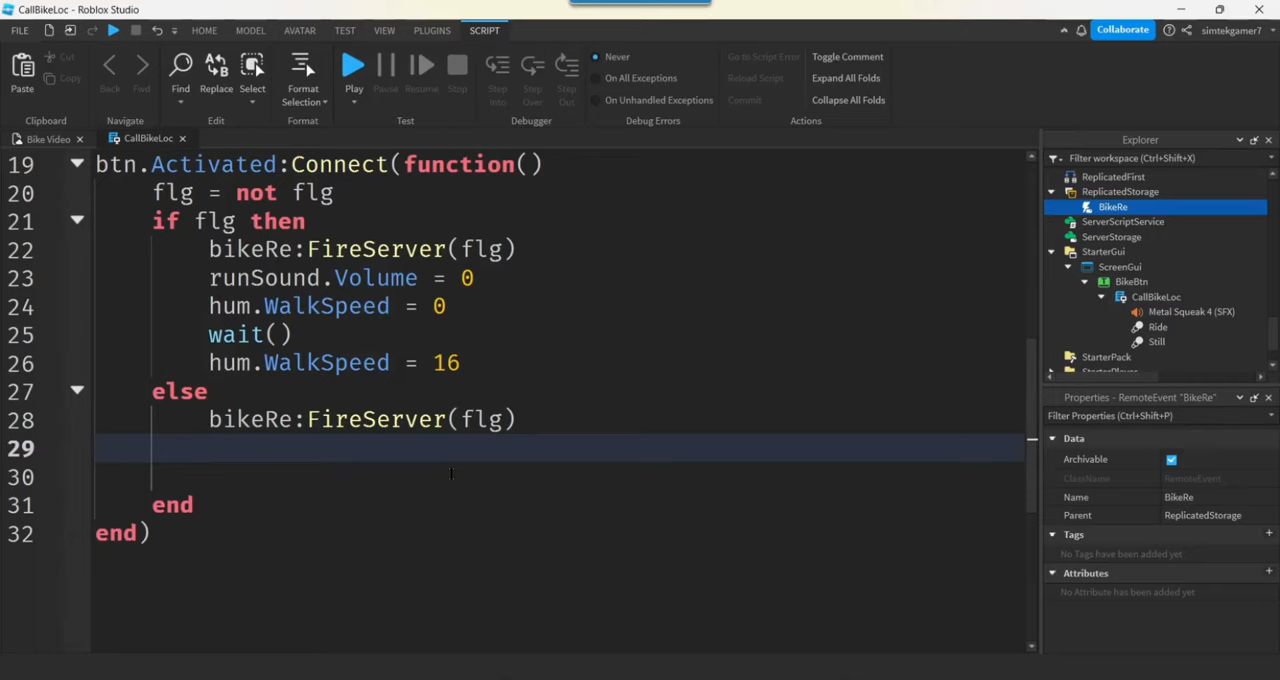 CallBikeLoc - Roblox Studio
FILE HOME MODEL AVATAR TEST VIEW PLUGINS SCRIPT Collaborate simtekgamer7
Paste Cut Copy
Back Fwd
Find Replace Select
Format Selection
Play Pause Resume Stop
Step Into Step Over Step Out
Never
On All Exceptions
On Unhandled Exceptions
Go to Script Error
Reload Script
Commit
Toggle Comment
Expand All Folds
Collapse All Folds
Clipboard Navigate Edit Format Test Debugger Debug Errors Actions
Bike Video CallBikeLoc
19 btn.Activated:Connect(function()
20 flg = not flg
21 if flg then
22 bikeRe:FireServer(flg)
23 runSound.Volume = 0
24 hum.WalkSpeed = 0
25 wait()
26 hum.WalkSpeed = 16
27 else
28 bikeRe:FireServer(flg)
29
30
31 end
32 end)
Explorer
Filter workspace (Ctrl+Shift+X)
ReplicatedFirst
ReplicatedStorage
BikeRe
ServerScriptService
ServerStorage
StarterGui
ScreenGui
BikeBtn
CallBikeLoc
Metal Squeak 4 (SFX)
Ride
Still
StarterPack
StarterPlayer
Properties - RemoteEvent "BikeRe"
Filter Properties (Ctrl+Shift+P)
Data
Archivable
ClassName RemoteEvent
Name BikeRe
Parent ReplicatedStorage
Tags
No Tags have been added yet
Attributes
No Attribute has been added yet